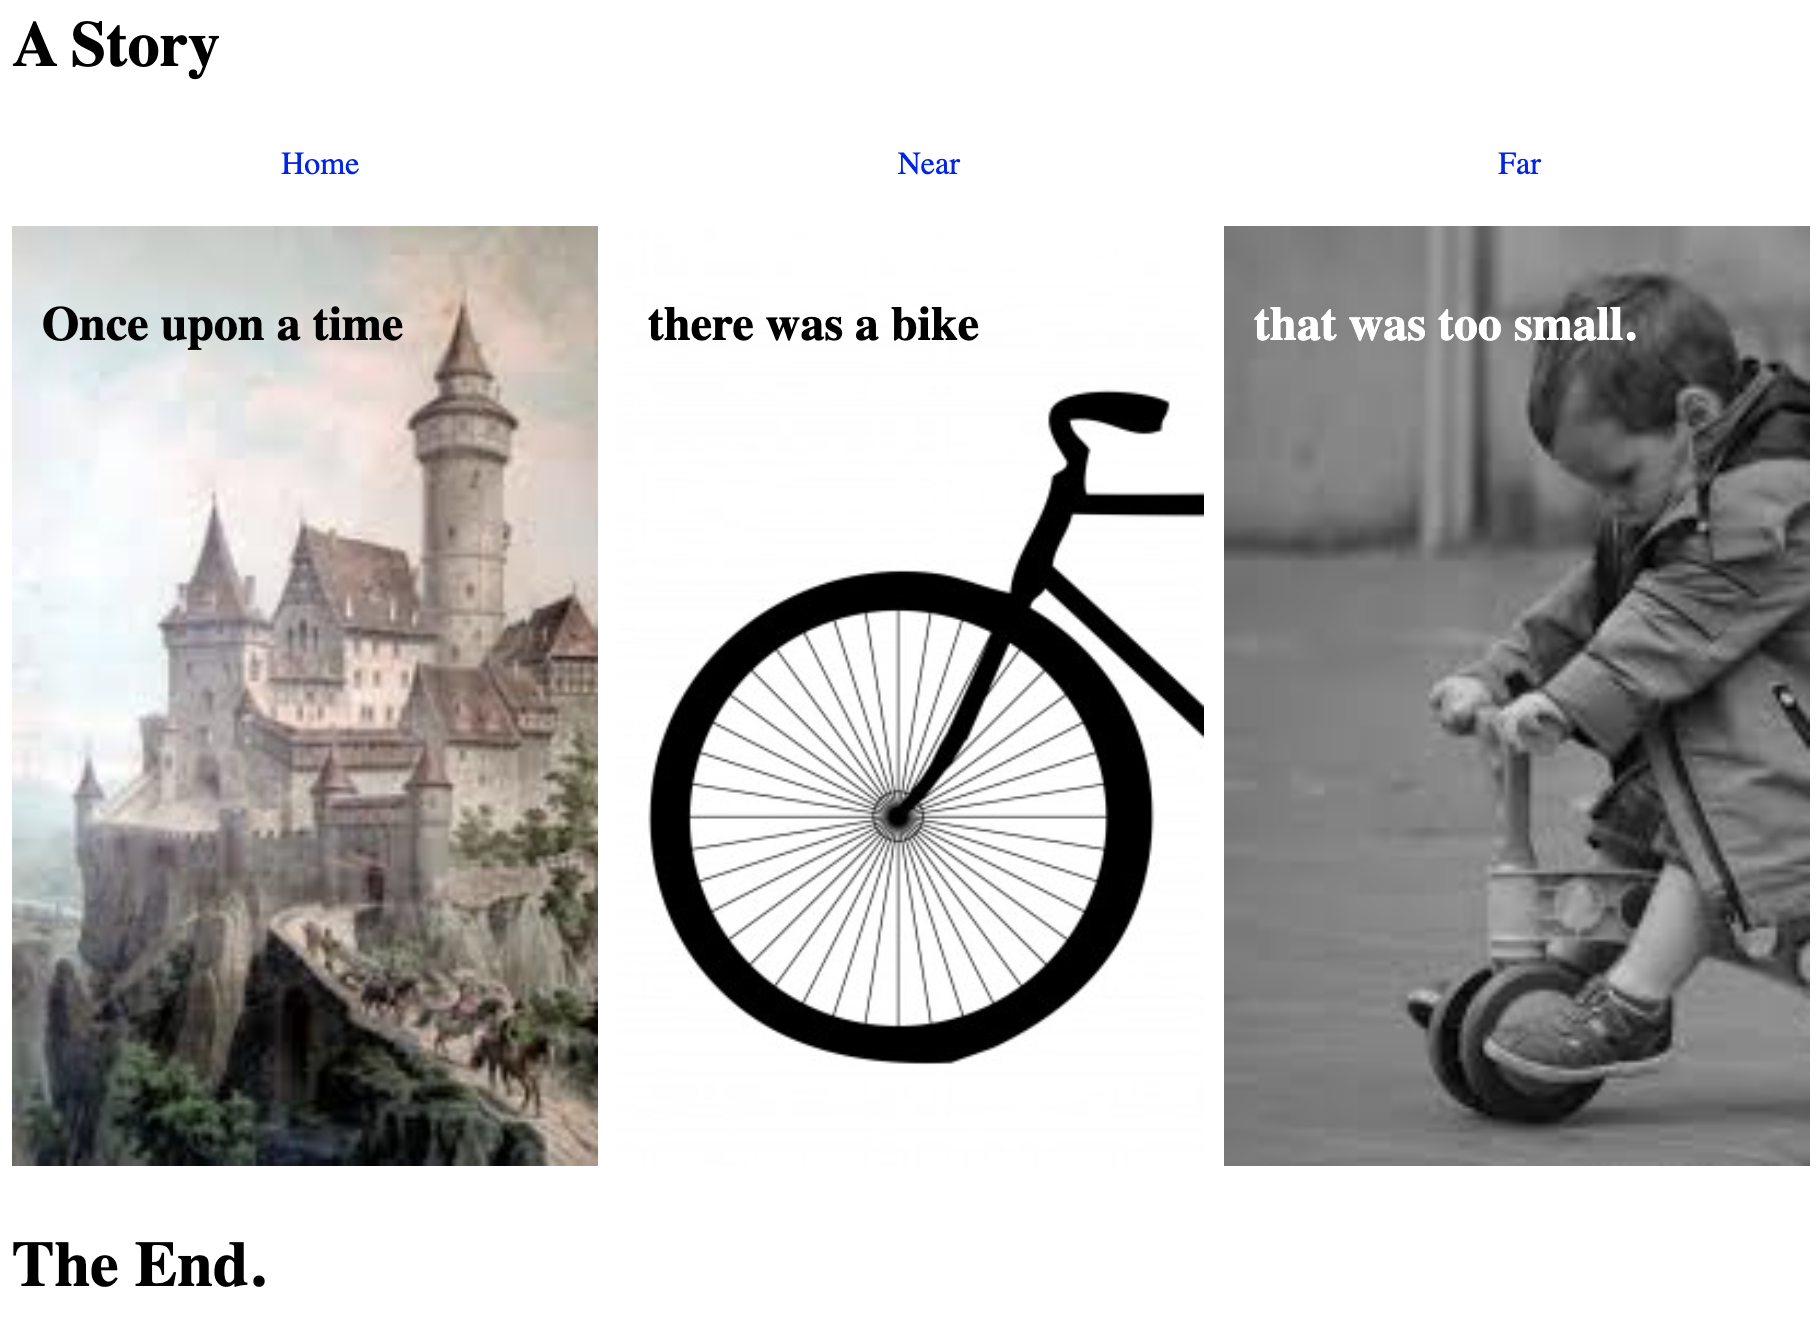 A Story
Home Near Far
Once upon a time
there was a bike
that was too small.
The End.